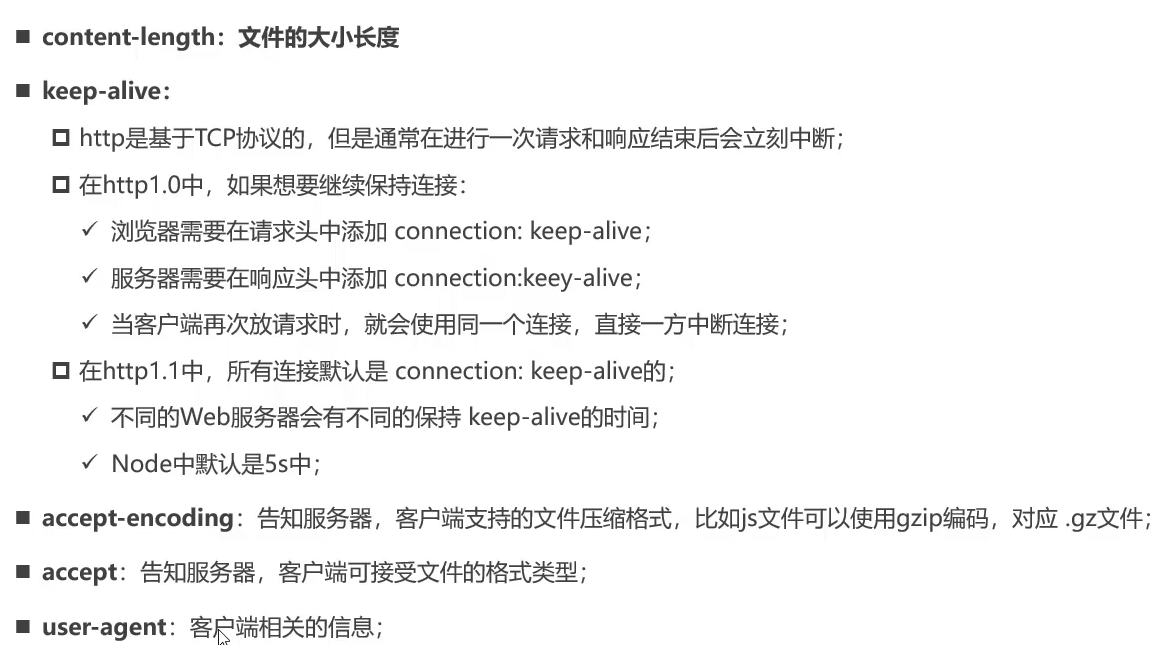 content-length：文件的大小长度
keep-alive：
http是基于TCP协议的，但是通常在进行一次请求和响应结束后会立刻中断；
在http1.0中，如果想要继续保持连接：
浏览器需要在请求头中添加 connection: keep-alive；
服务器需要在响应头中添加 connection:keey-alive；
当客户端再次放请求时，就会使用同一个连接，直接一方中断连接；
在http1.1中，所有连接默认是 connection: keep-alive的；
不同的Web服务器会有不同的保持 keep-alive的时间；
Node中默认是5s中；
accept-encoding：告知服务器，客户端支持的文件压缩格式，比如js文件可以使用gzip编码，对应 .gz文件；
accept：告知服务器，客户端可接受文件的格式类型；
user-agent：客户端相关的信息；